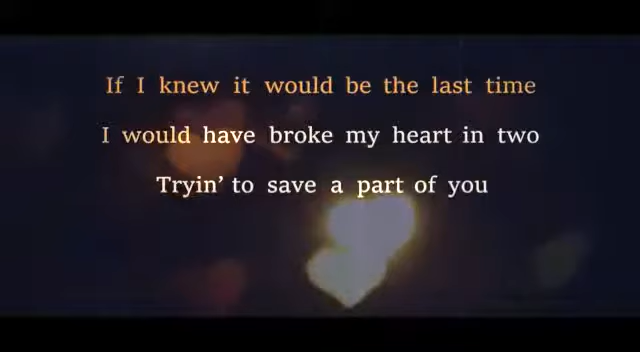 If I knew it would be the last time
I would have broke my heart in two
Tryin’ to save a part of you